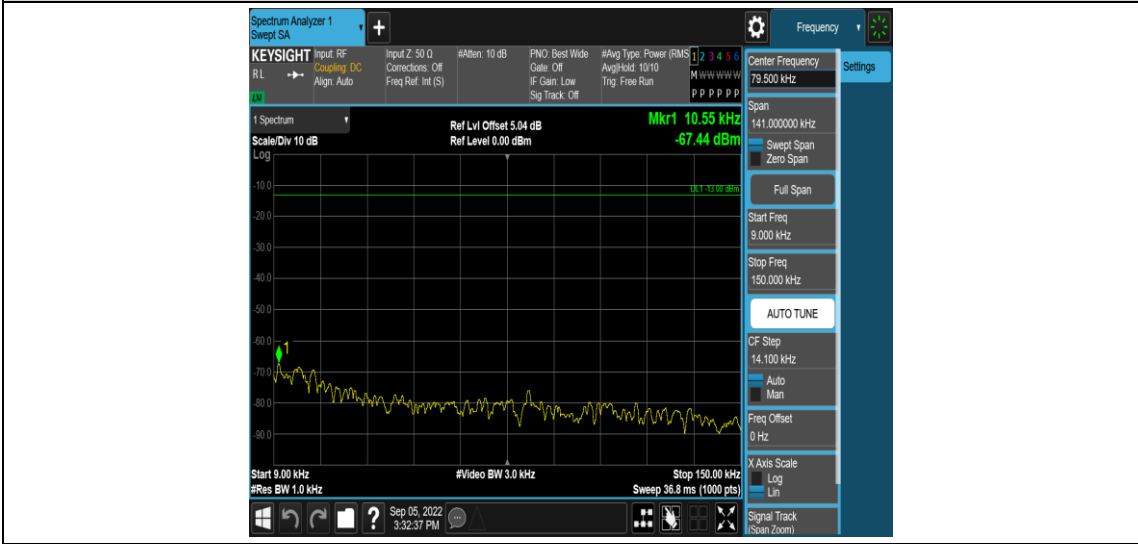 Spectrum Analyzer 1
Swept SA
+
Frequency
KEYSIGHT
RL
Input: RF
Coupling: DC
Align: Auto
Input Z: 50 Ω
Corrections: Off
Freq Ref: Int (S)
#Atten: 10 dB
PNO: Best Wide
Gate: Off
IF Gain: Low
Sig Track: Off
#Avg Type: Power (RMS
Avg|Hold: 10/10
Trig: Free Run
1 2 3 4 5 6
M W W W W W
P P P P P P
1 Spectrum
Scale/Div 10 dB
Log
Ref Lvl Offset 5.04 dB
Ref Level 0.00 dBm
Mkr1 10.55 kHz
-67.44 dBm
DL1 -13.00 dBm
-10.0
-20.0
-30.0
-40.0
-50.0
-60.0
-70.0
-80.0
-90.0
1
Start 9.00 kHz
#Res BW 1.0 kHz
#Video BW 3.0 kHz
Stop 150.00 kHz
Sweep 36.8 ms (1000 pts)
Center Frequency
79.500 kHz
Settings
Span
141.000000 kHz
Swept Span
Zero Span
Full Span
Start Freq
9.000 kHz
Stop Freq
150.000 kHz
AUTO TUNE
CF Step
14.100 kHz
Auto
Man
Freq Offset
0 Hz
X Axis Scale
Log
Lin
Signal Track
(Span Zoom)
?
Sep 05, 2022
3:32:37 PM